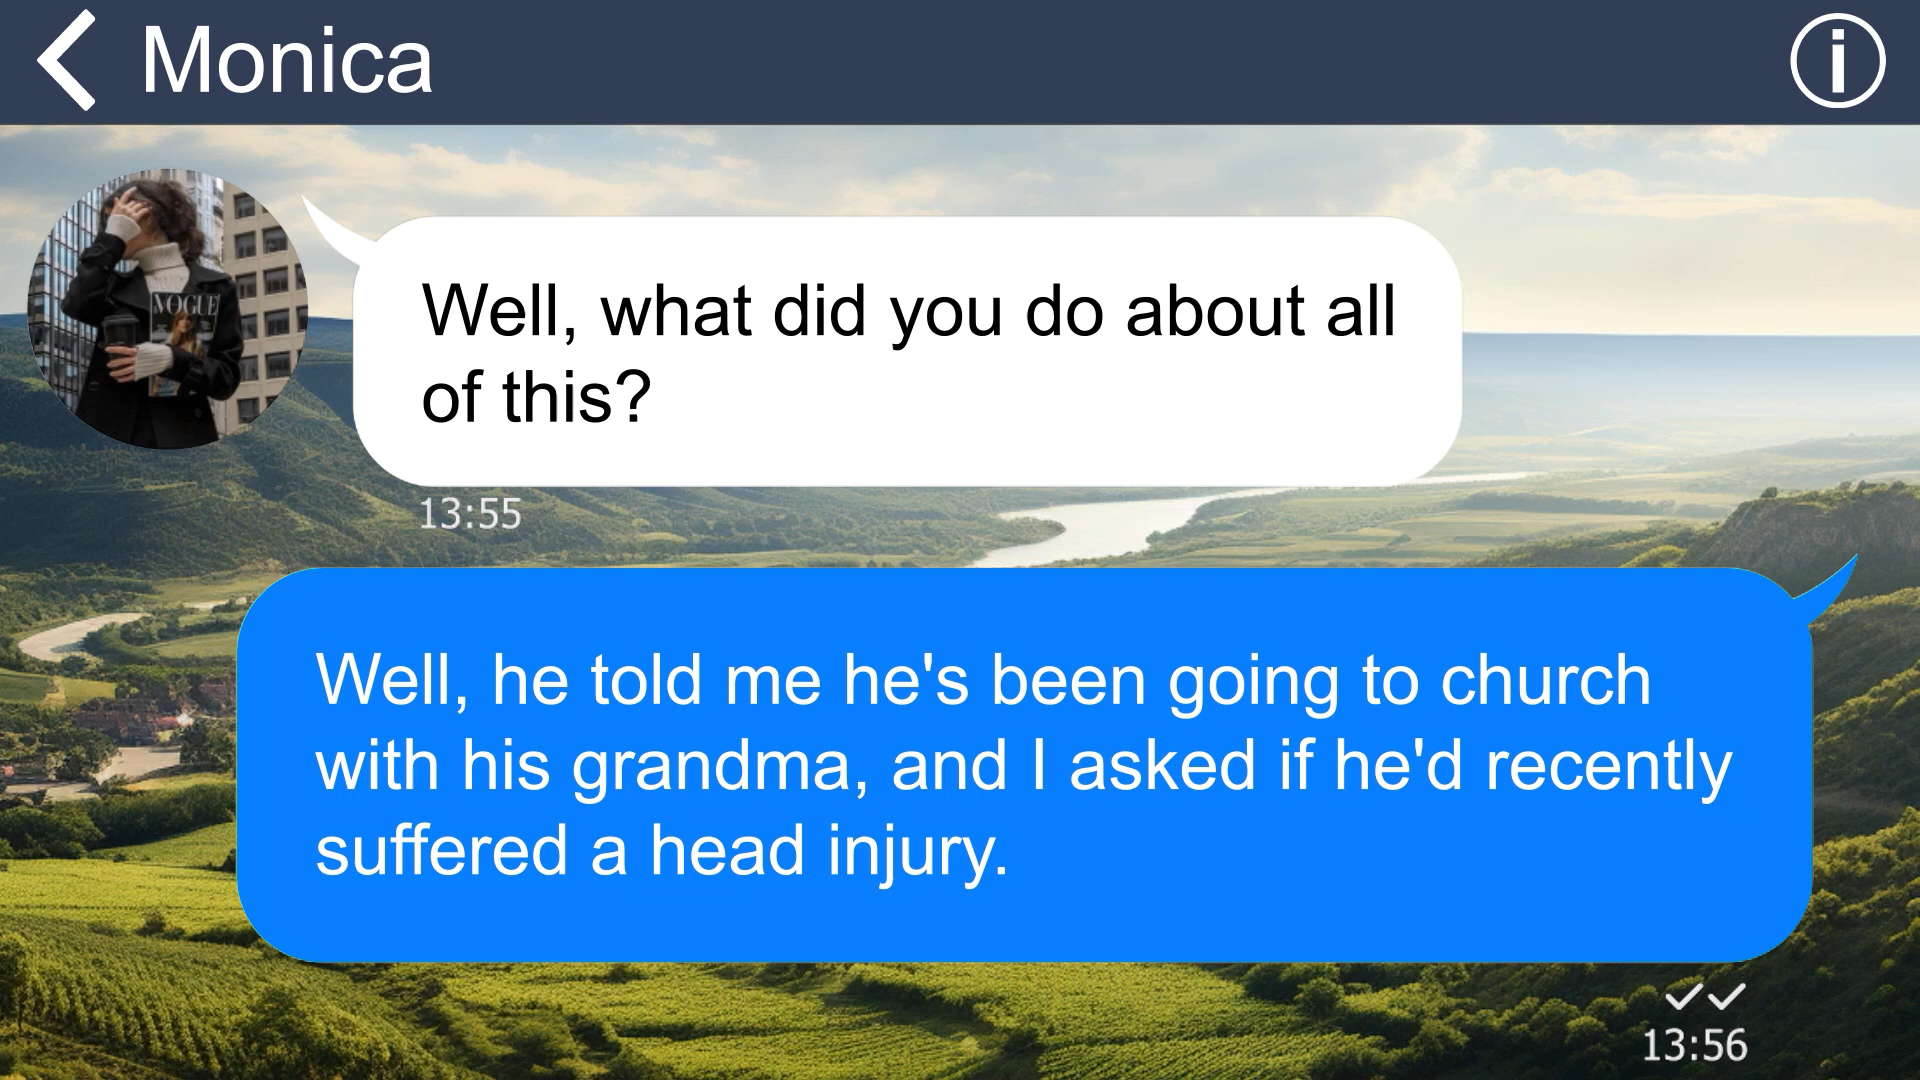 Monica
VOGUE
Well, what did you do about all
of this?
13:55
Well, he told me he's been going to church
with his grandma, and I asked if he'd recently
suffered a head injury.
13:56